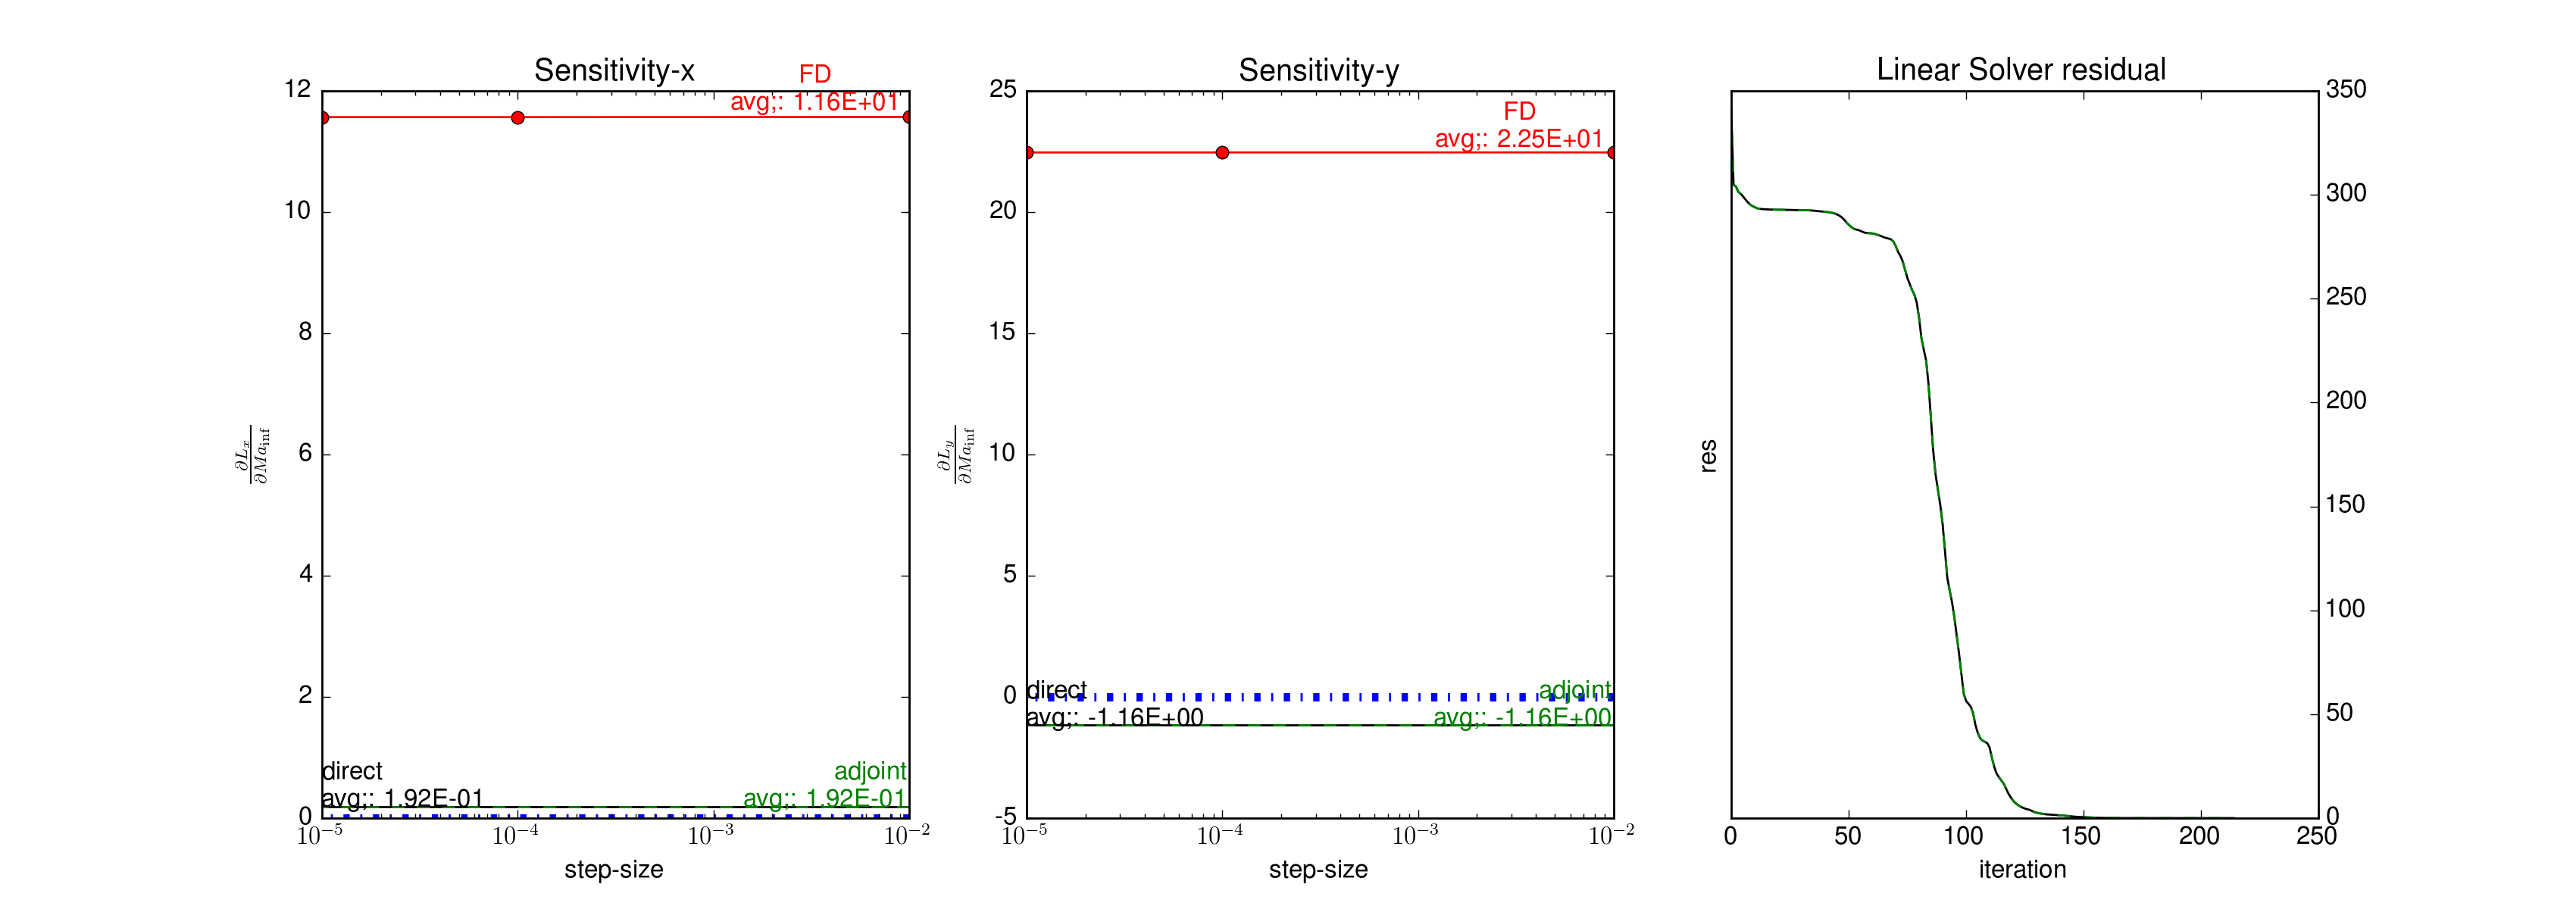 Sensitivity-x
FD
avg;: 1.16E+01
12
10
8
6
4
2
0
∂L_x
∂Ma_inf
direct
avg;: 1.92E-01
adjoint
avg;: 1.92E-01
10^−5
10^−4
10^−3
10^−2
step-size
Sensitivity-y
FD
avg;: 2.25E+01
25
20
15
10
5
0
-5
∂L_y
∂Ma_inf
direct
avg;: -1.16E+00
adjoint
avg;: -1.16E+00
10^−5
10^−4
10^−3
10^−2
step-size
Linear Solver residual
res
350
300
250
200
150
100
50
0
0
50
100
150
200
250
iteration